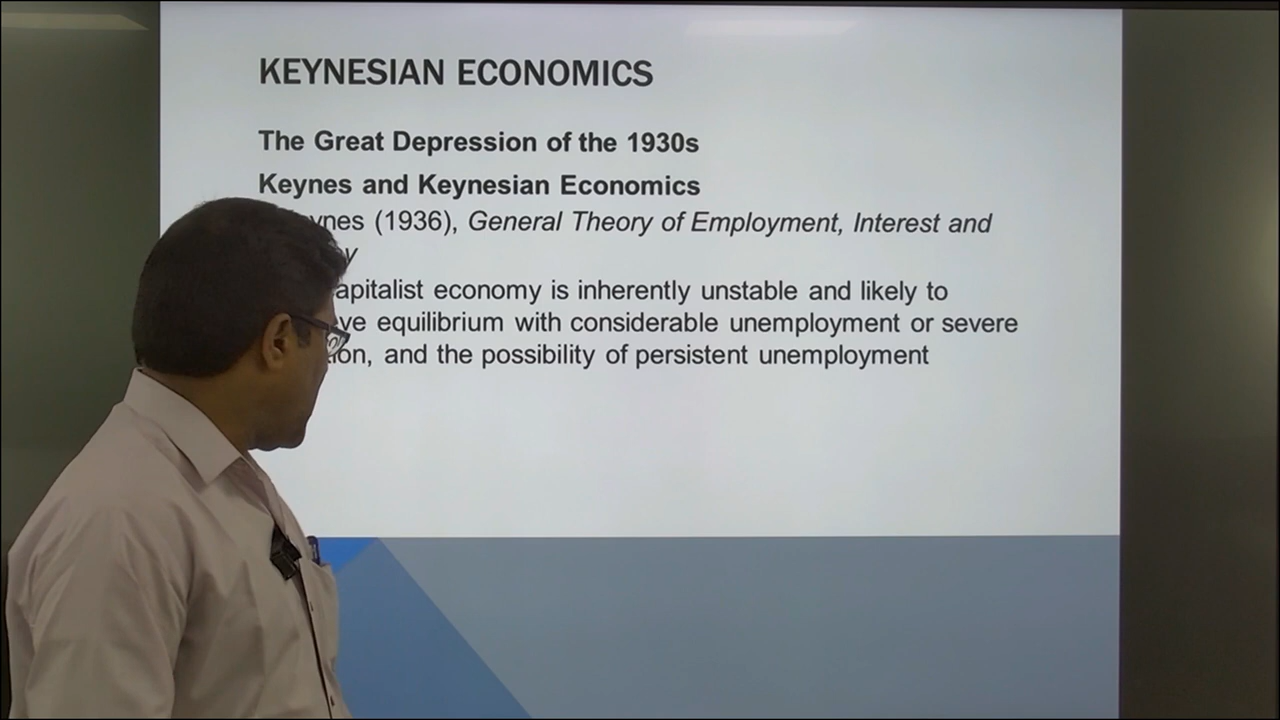 KEYNESIAN ECONOMICS
The Great Depression of the 1930s
Keynes and Keynesian Economics
(1936), General Theory of Employment, Interest and
economy is inherently unstable and likely to
equilibrium with considerable unemployment or severe
and the possibility of persistent unemployment